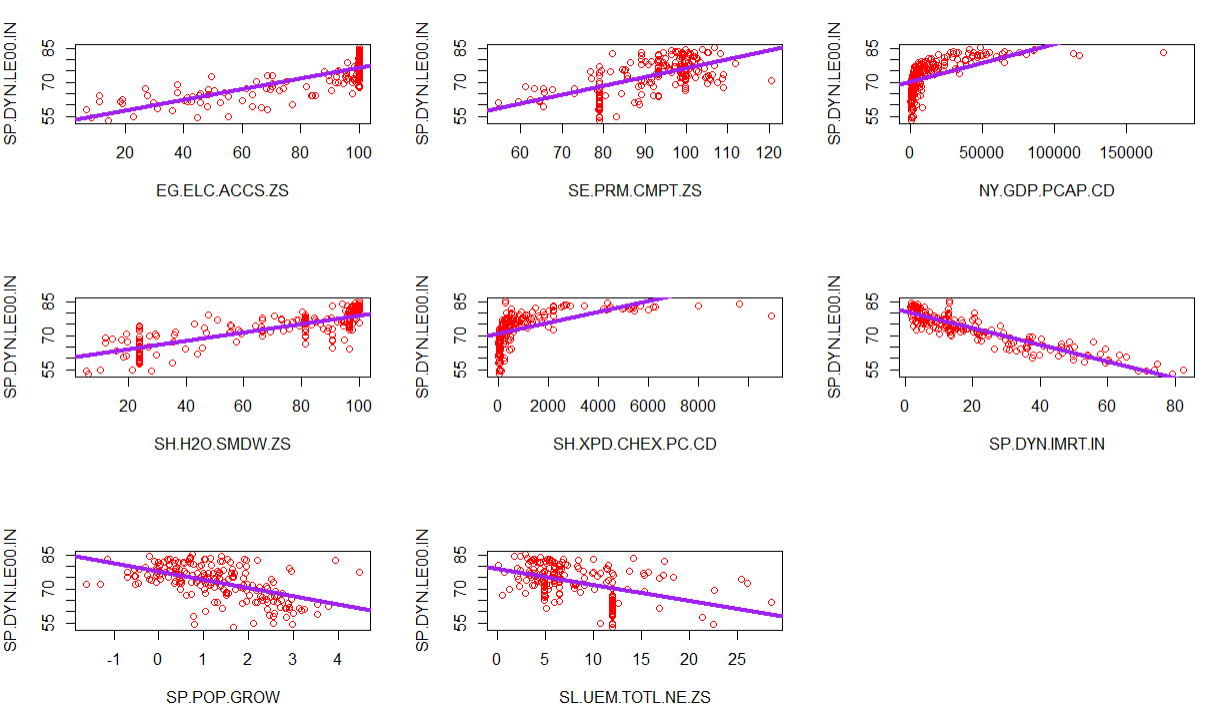 SP.DYN.LE00.IN
55 70 85
20 40 60 80 100
EG.ELC.ACCS.ZS
SP.DYN.LE00.IN
55 70 85
60 70 80 90 100 110 120
SE.PRM.CMPT.ZS
SP.DYN.LE00.IN
55 70 85
0 50000 100000 150000
NY.GDP.PCAP.CD
SP.DYN.LE00.IN
55 70 85
20 40 60 80 100
SH.H2O.SMDW.ZS
SP.DYN.LE00.IN
55 70 85
0 2000 4000 6000 8000
SH.XPD.CHEX.PC.CD
SP.DYN.LE00.IN
55 70 85
0 20 40 60 80
SP.DYN.IMRT.IN
SP.DYN.LE00.IN
55 70 85
-1 0 1 2 3 4
SP.POP.GROW
SP.DYN.LE00.IN
55 70 85
0 5 10 15 20 25
SL.UEM.TOTL.NE.ZS